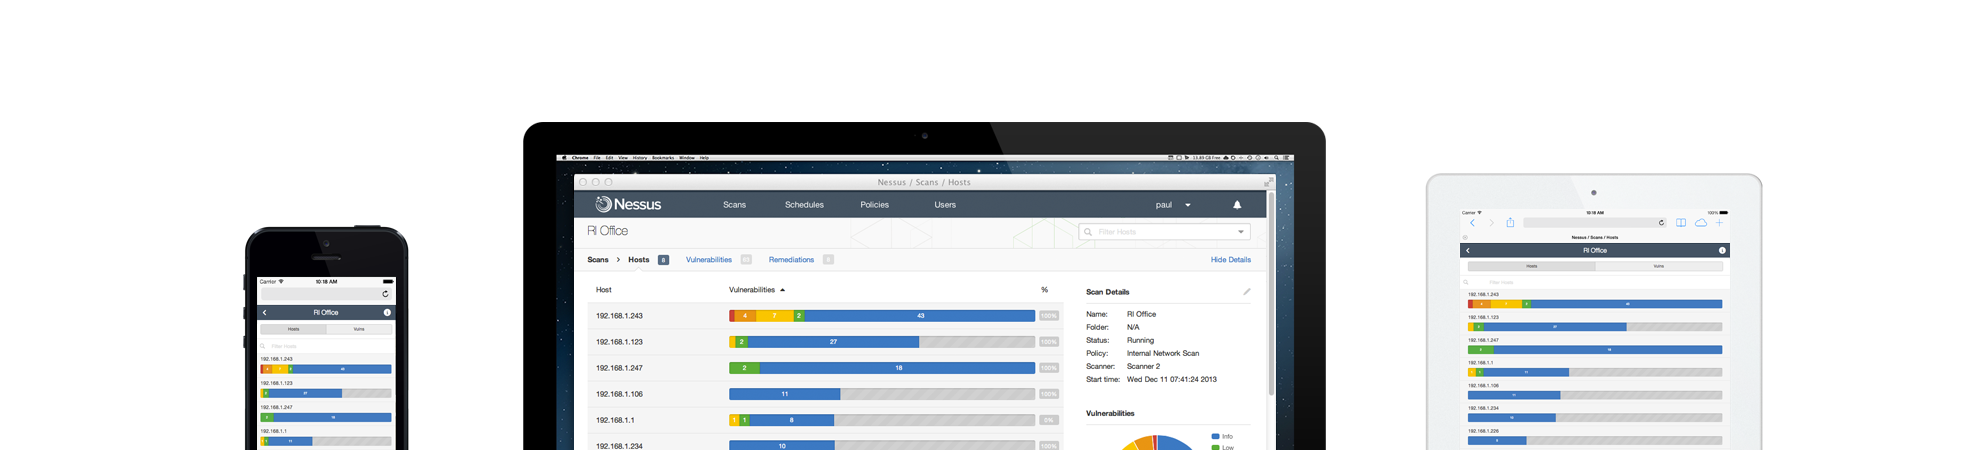 Chrome File Edit View History Bookmarks Window Help
13.89 GB Free
Nessus / Scans / Hosts
Nessus Scans Schedules Policies Users paul
RI Office Filter Hosts
Scans Hosts 8 Vulnerabilities Remediations Hide Details
Host Vulnerabilities %
192.168.1.243 4 7 2 43 100%
192.168.1.123 2 27 100%
192.168.1.247 2 18 100%
192.168.1.106 11 100%
192.168.1.1 1 1 8 0%
192.168.1.234 10 100%
Scan Details
Name: RI Office
Folder: N/A
Status: Running
Policy: Internal Network Scan
Scanner: Scanner 2
Start time: Wed Dec 11 07:41:24 2013
Vulnerabilities
Info
Low
Carrier 10:18 AM
RI Office
Hosts Vulns
Filter Hosts
192.168.1.243
192.168.1.123
27
192.168.1.247
18
192.168.1.1
11
Carrier 10:18 AM 100%
Nessus / Scans / Hosts
RI Office
Hosts Vulns
Filter Hosts
192.168.1.243
192.168.1.123
192.168.1.247
18
192.168.1.1
11
192.168.1.106
11
192.168.1.234
10
192.168.1.226